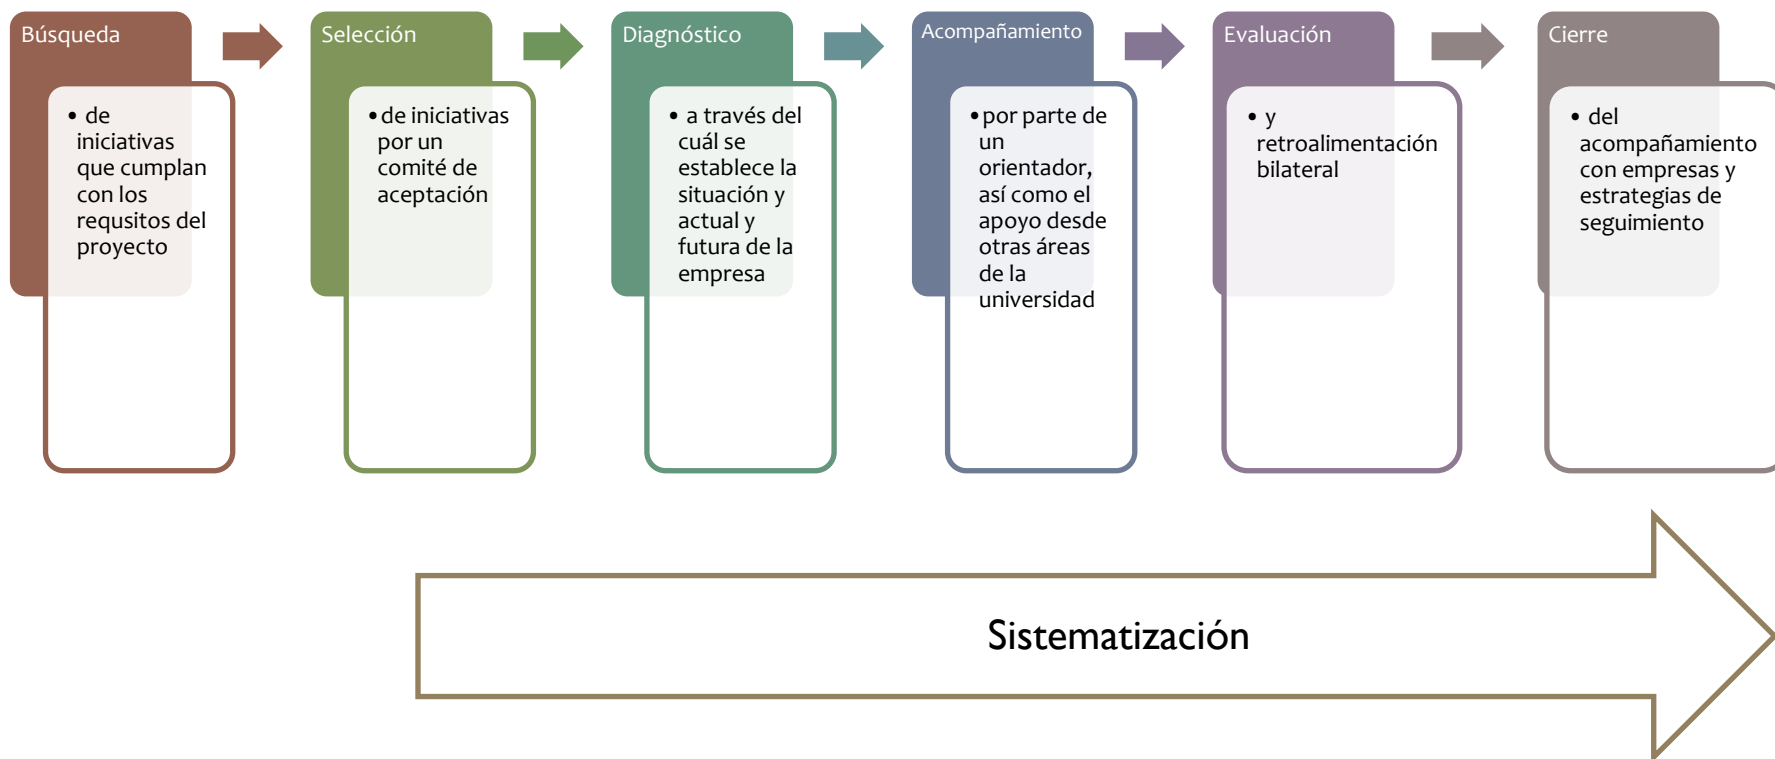 Búsqueda
• de
iniciativas
que cumplan
con los
requsitos del
proyecto
Selección
• de iniciativas
por un
comité de
aceptación
Diagnóstico
• a través del
cuál se
establece la
situación y
actual y
futura de la
empresa
Acompañamiento
• por parte de
un
orientador,
así como el
apoyo desde
otras áreas
de la
universidad
Evaluación
• y
retroalimentación
bilateral
Cierre
• del
acompañamiento
con empresas y
estrategias de
seguimiento
Sistematización